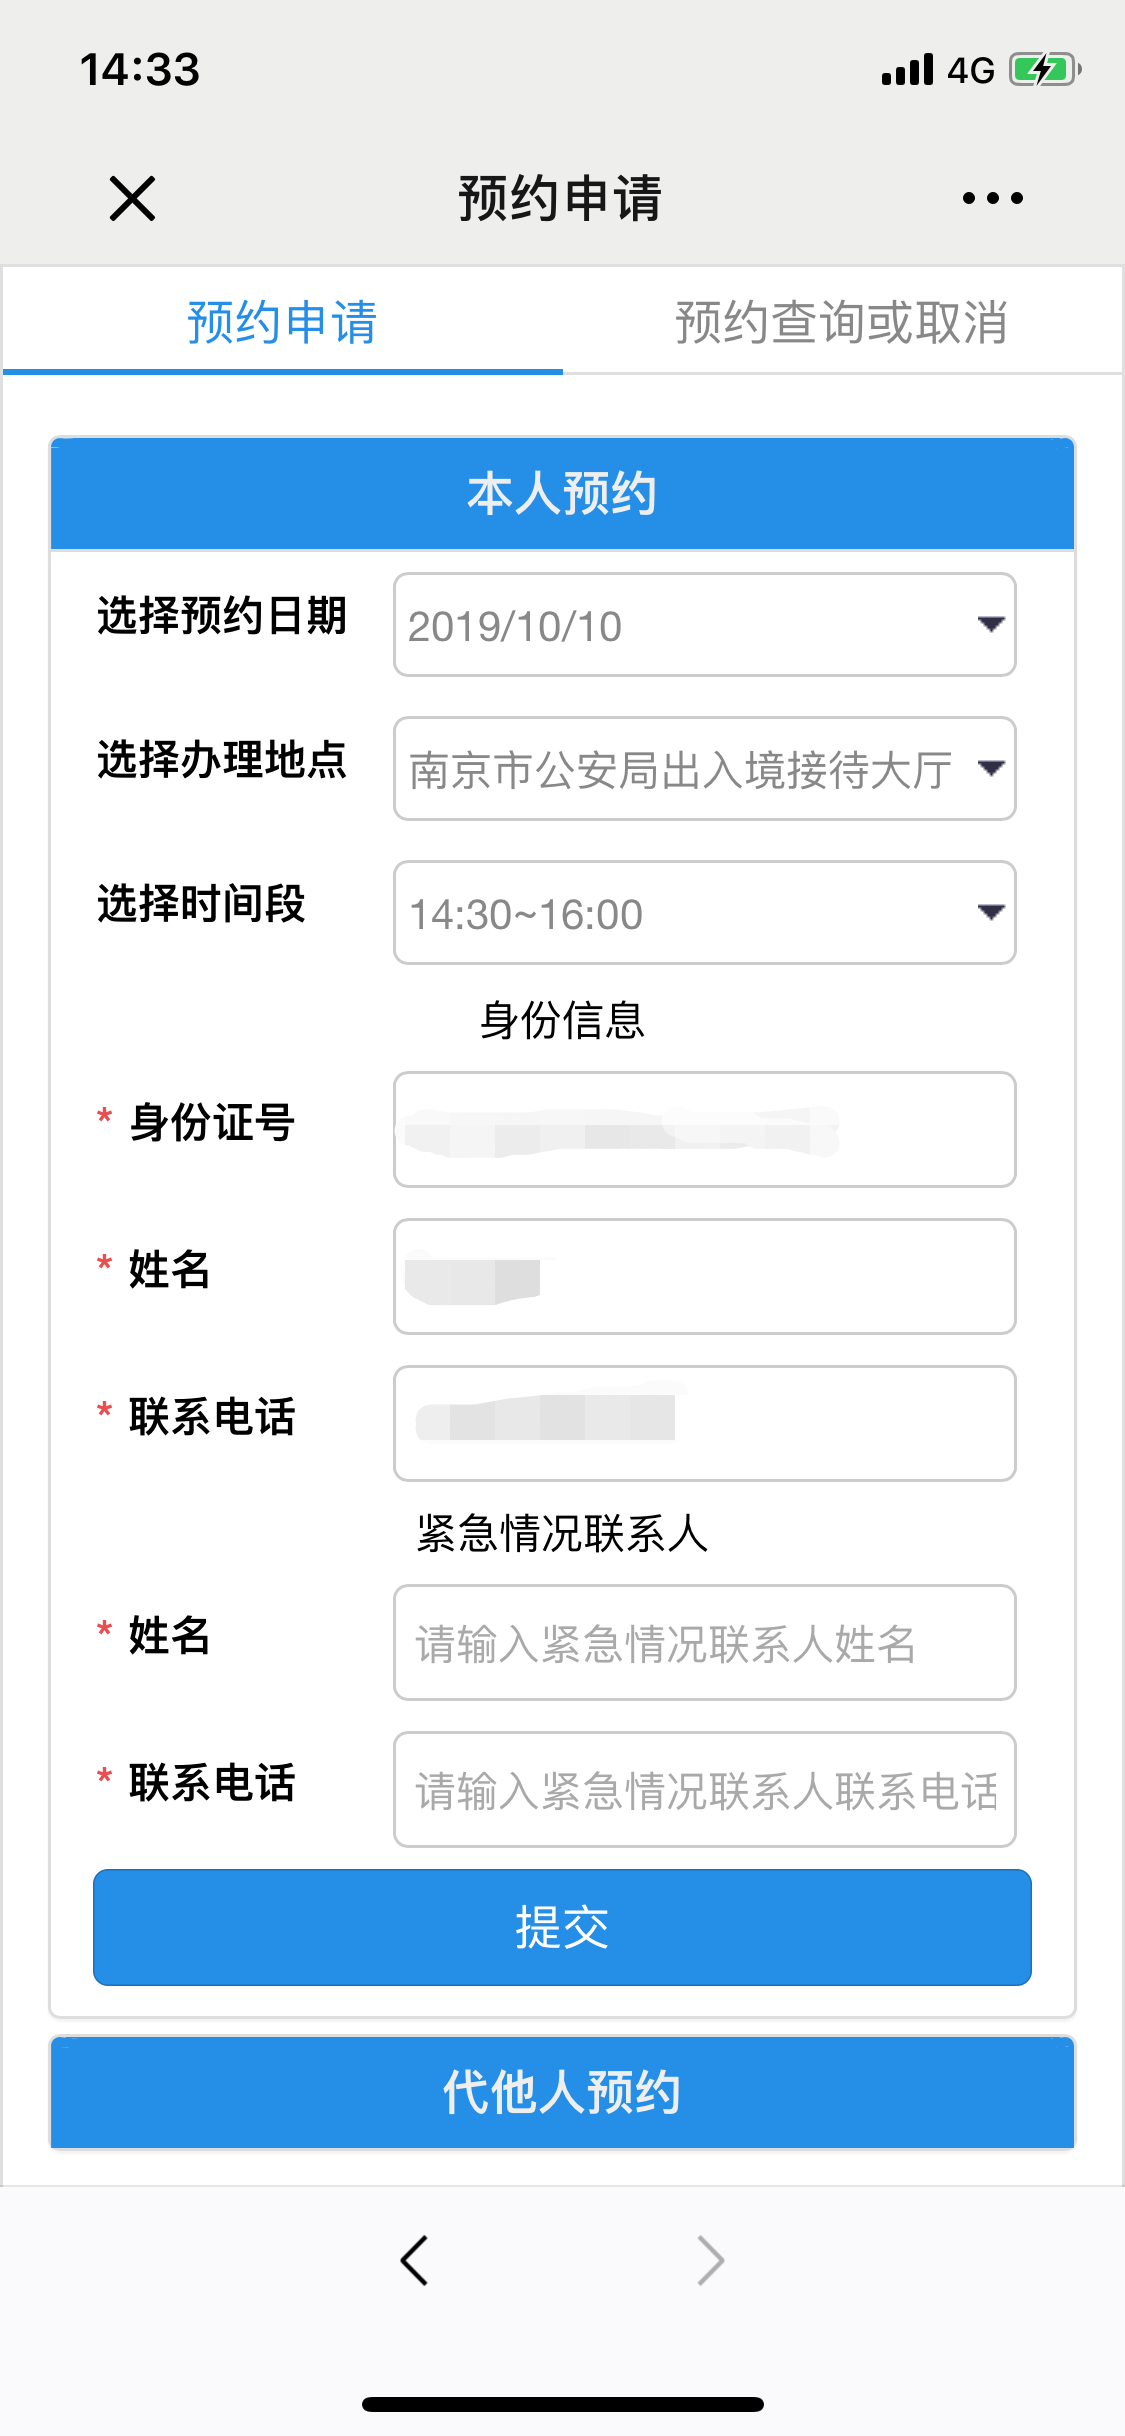 14:33
4G
预约申请
预约申请
预约查询或取消
本人预约
选择预约日期
2019/10/10
选择办理地点
南京市公安局出入境接待大厅
选择时间段
14:30~16:00
身份信息
* 身份证号
* 姓名
* 联系电话
紧急情况联系人
* 姓名
请输入紧急情况联系人姓名
* 联系电话
请输入紧急情况联系人联系电话
提交
代他人预约